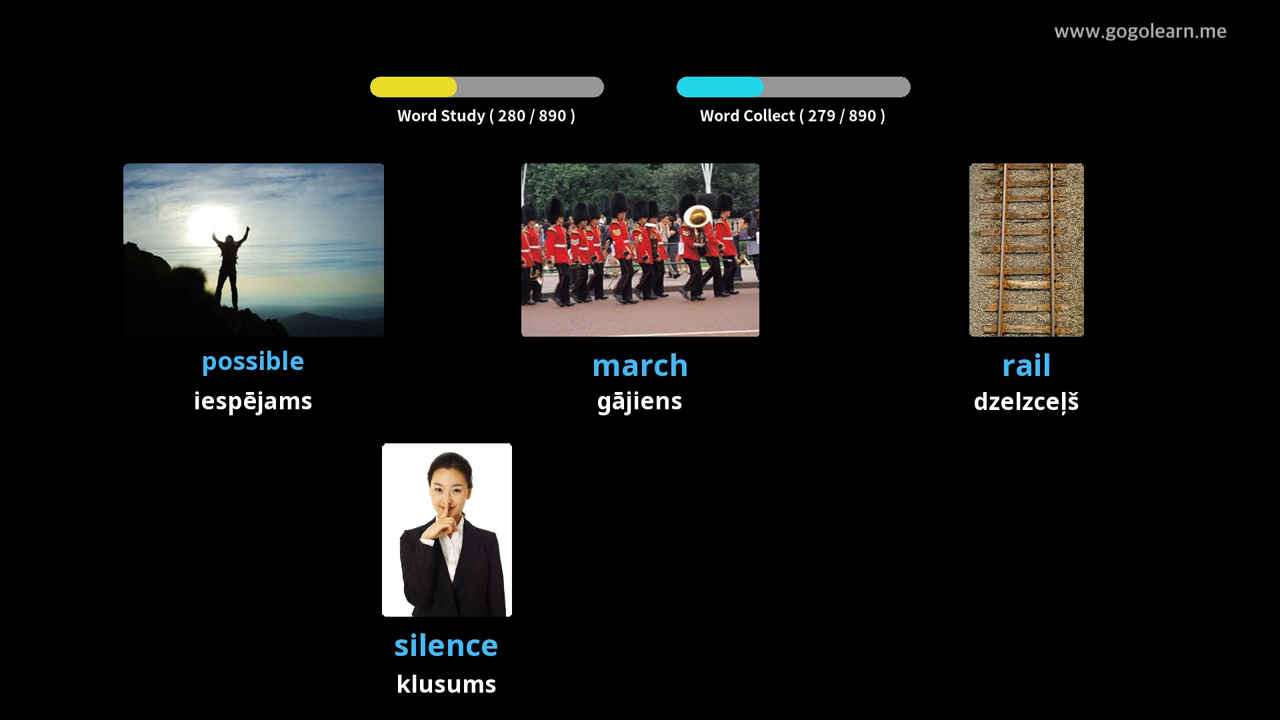 www.gogolearn.me
Word Study ( 280 / 890 )
Word Collect ( 279 / 890 )
possible
iespējams
march
gājiens
rail
dzelzceļš
silence
klusums